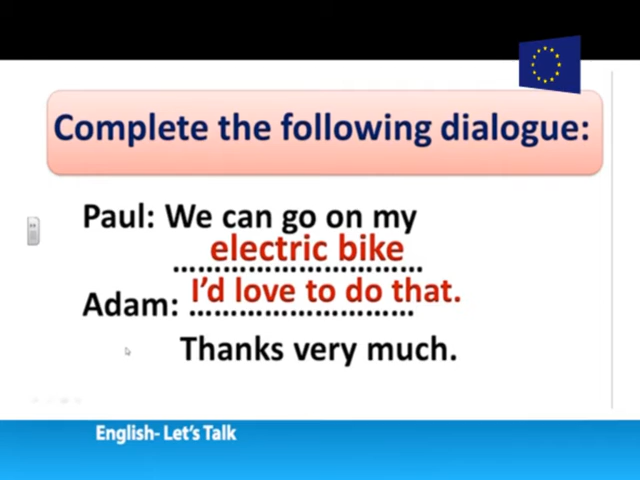 Complete the following dialogue:
Paul: We can go on my
electric bike
..............................
Adam: I'd love to do that.
...........................
Thanks very much.
English- Let's Talk